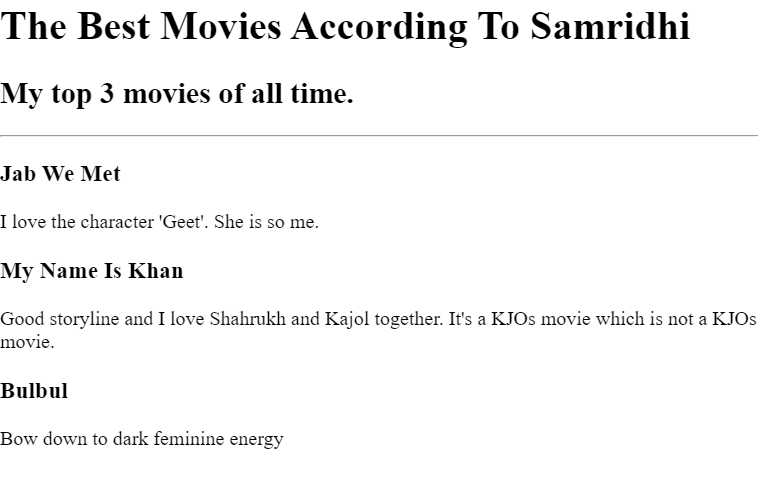 The Best Movies According To Samridhi
My top 3 movies of all time.
Jab We Met
I love the character 'Geet'. She is so me.
My Name Is Khan
Good storyline and I love Shahrukh and Kajol together. It's a KJOs movie which is not a KJOs
movie.
Bulbul
Bow down to dark feminine energy